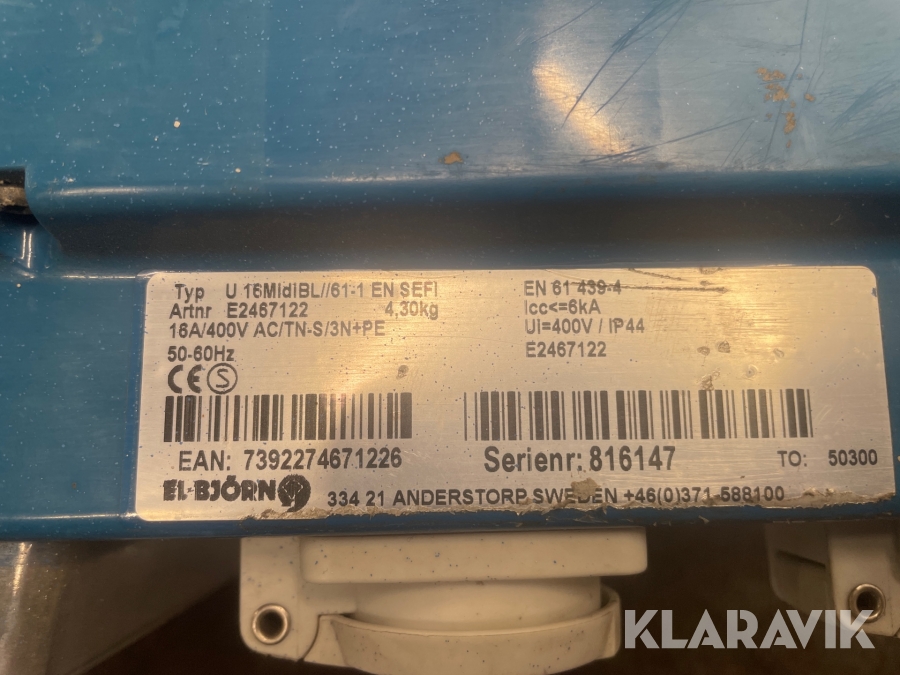 Typ U 16MidiBL//61-1 EN SEFI
Artnr E2467122 4,30kg
16A/400V AC/TN-S/3N+PE
50-60Hz
EN 61 439-4
Icc<=6kA
UI=400V / IP44
E2467122
CE S
EAN: 7392274671226
Serienr: 816147
TO: 50300
EL-BJÖRN
334 21 ANDERSTORP SWEDEN +46(0)371-588100
KLARAVIK